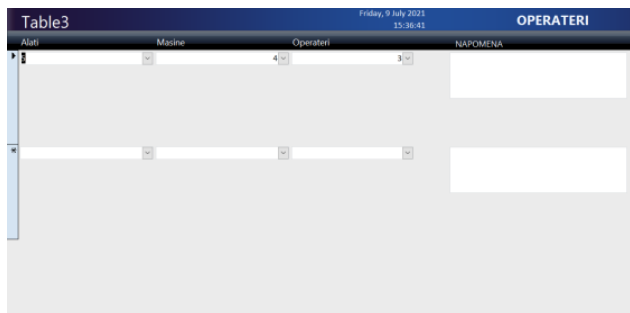 Table3
Friday, 9 July 2021
15:36:41
OPERATERI
Alati
Masine
Operateri
NAPOMENA
4
3